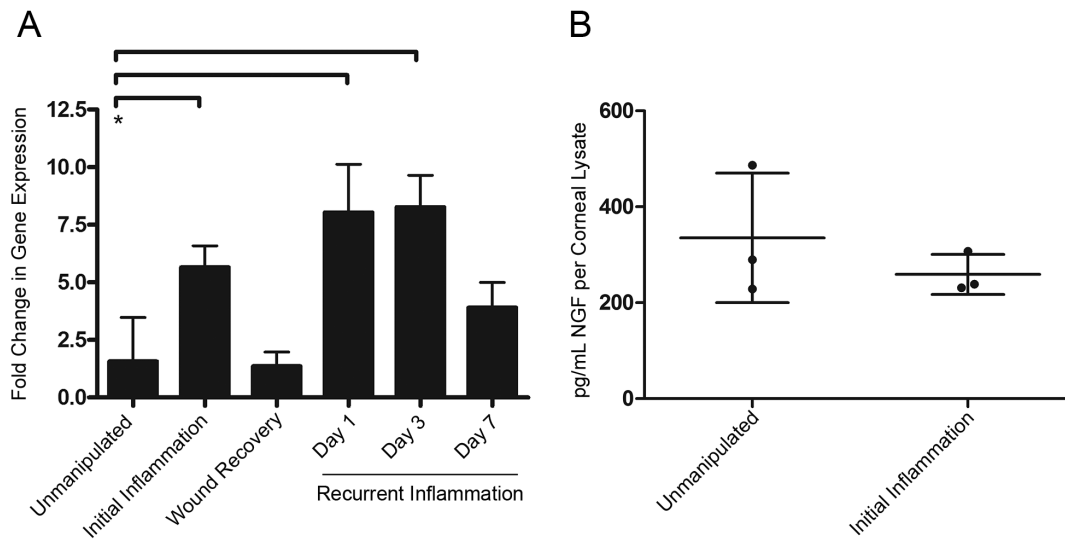 A
*
Fold Change in Gene Expression
12.5
10.0
7.5
5.0
2.5
0.0
Unmanipulated
Initial Inflammation
Wound Recovery
Day 1
Day 3
Day 7
Recurrent Inflammation
B
pg/mL NGF per Corneal Lysate
600
400
200
0
Unmanipulated
Initial Inflammation